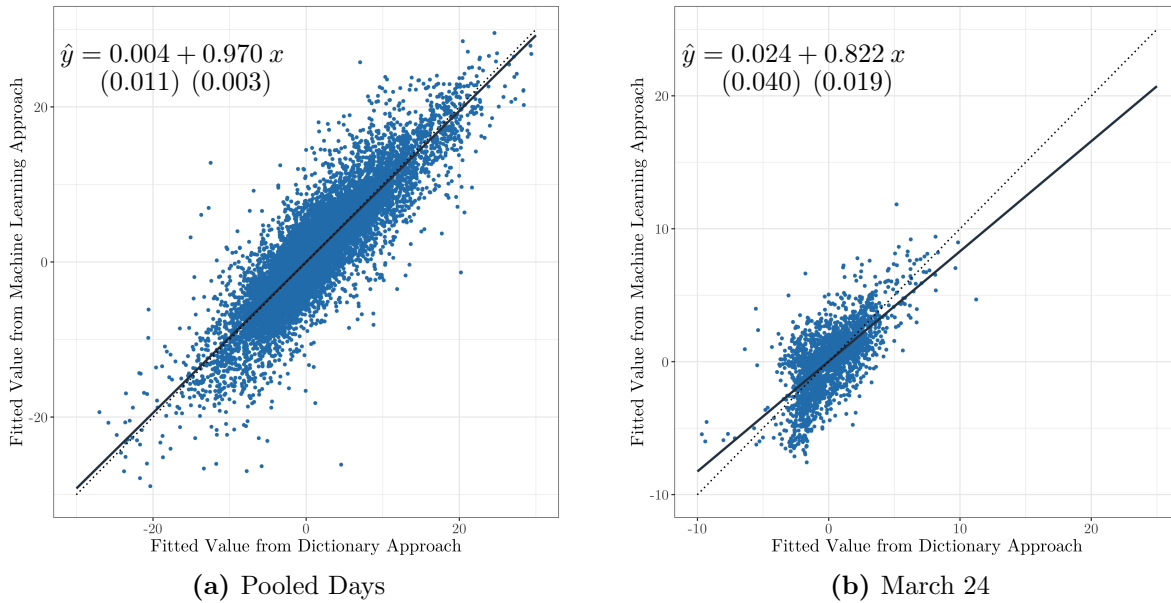 ŷ = 0.004 + 0.970 x
(0.011) (0.003)
Fitted Value from Machine Learning Approach
20
0
-20
-20
0
20
Fitted Value from Dictionary Approach
(a) Pooled Days
ŷ = 0.024 + 0.822 x
(0.040) (0.019)
Fitted Value from Machine Learning Approach
20
10
0
-10
-10
0
10
20
Fitted Value from Dictionary Approach
(b) March 24